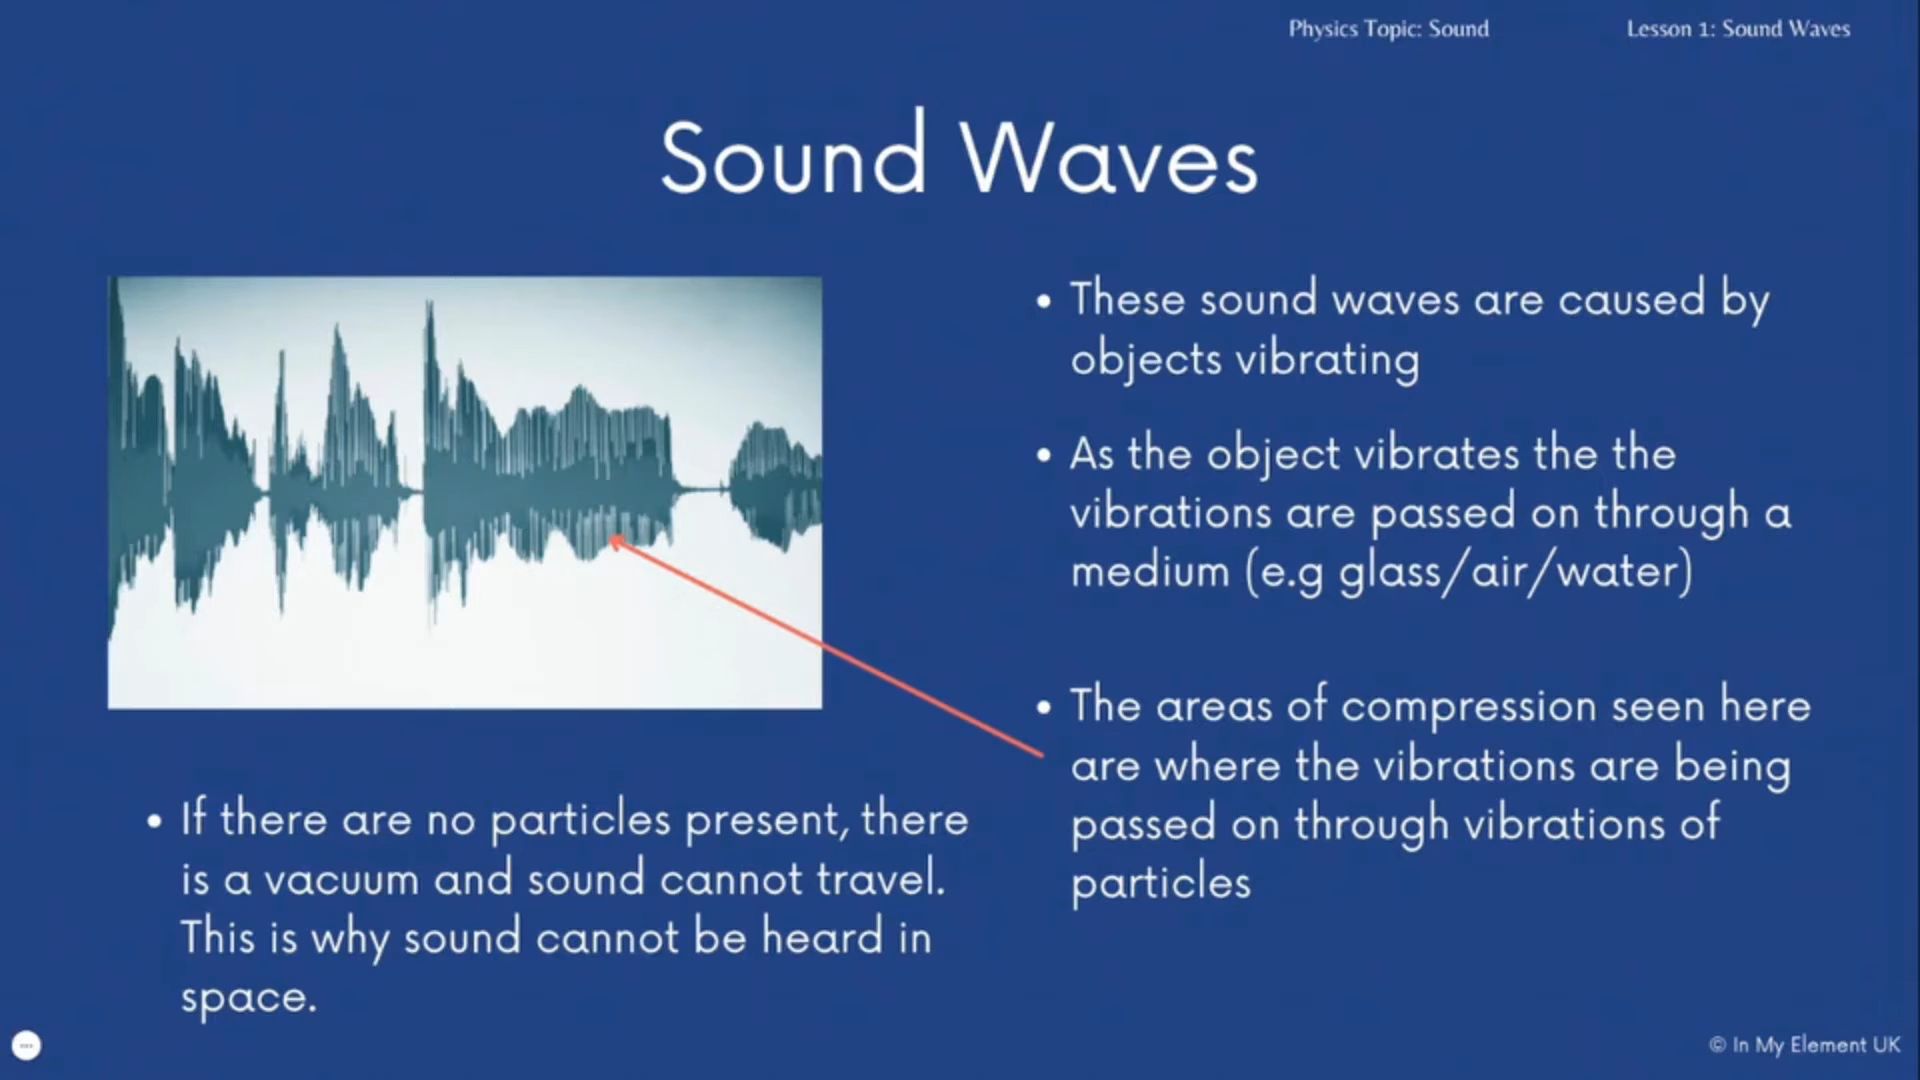 Physics Topic: Sound
Lesson 1: Sound Waves
Sound Waves
• These sound waves are caused by
objects vibrating
• As the object vibrates the the
vibrations are passed on through a
medium (e.g glass/air/water)
• The areas of compression seen here
are where the vibrations are being
passed on through vibrations of
particles
• If there are no particles present, there
is a vacuum and sound cannot travel.
This is why sound cannot be heard in
space.
© In My Element UK